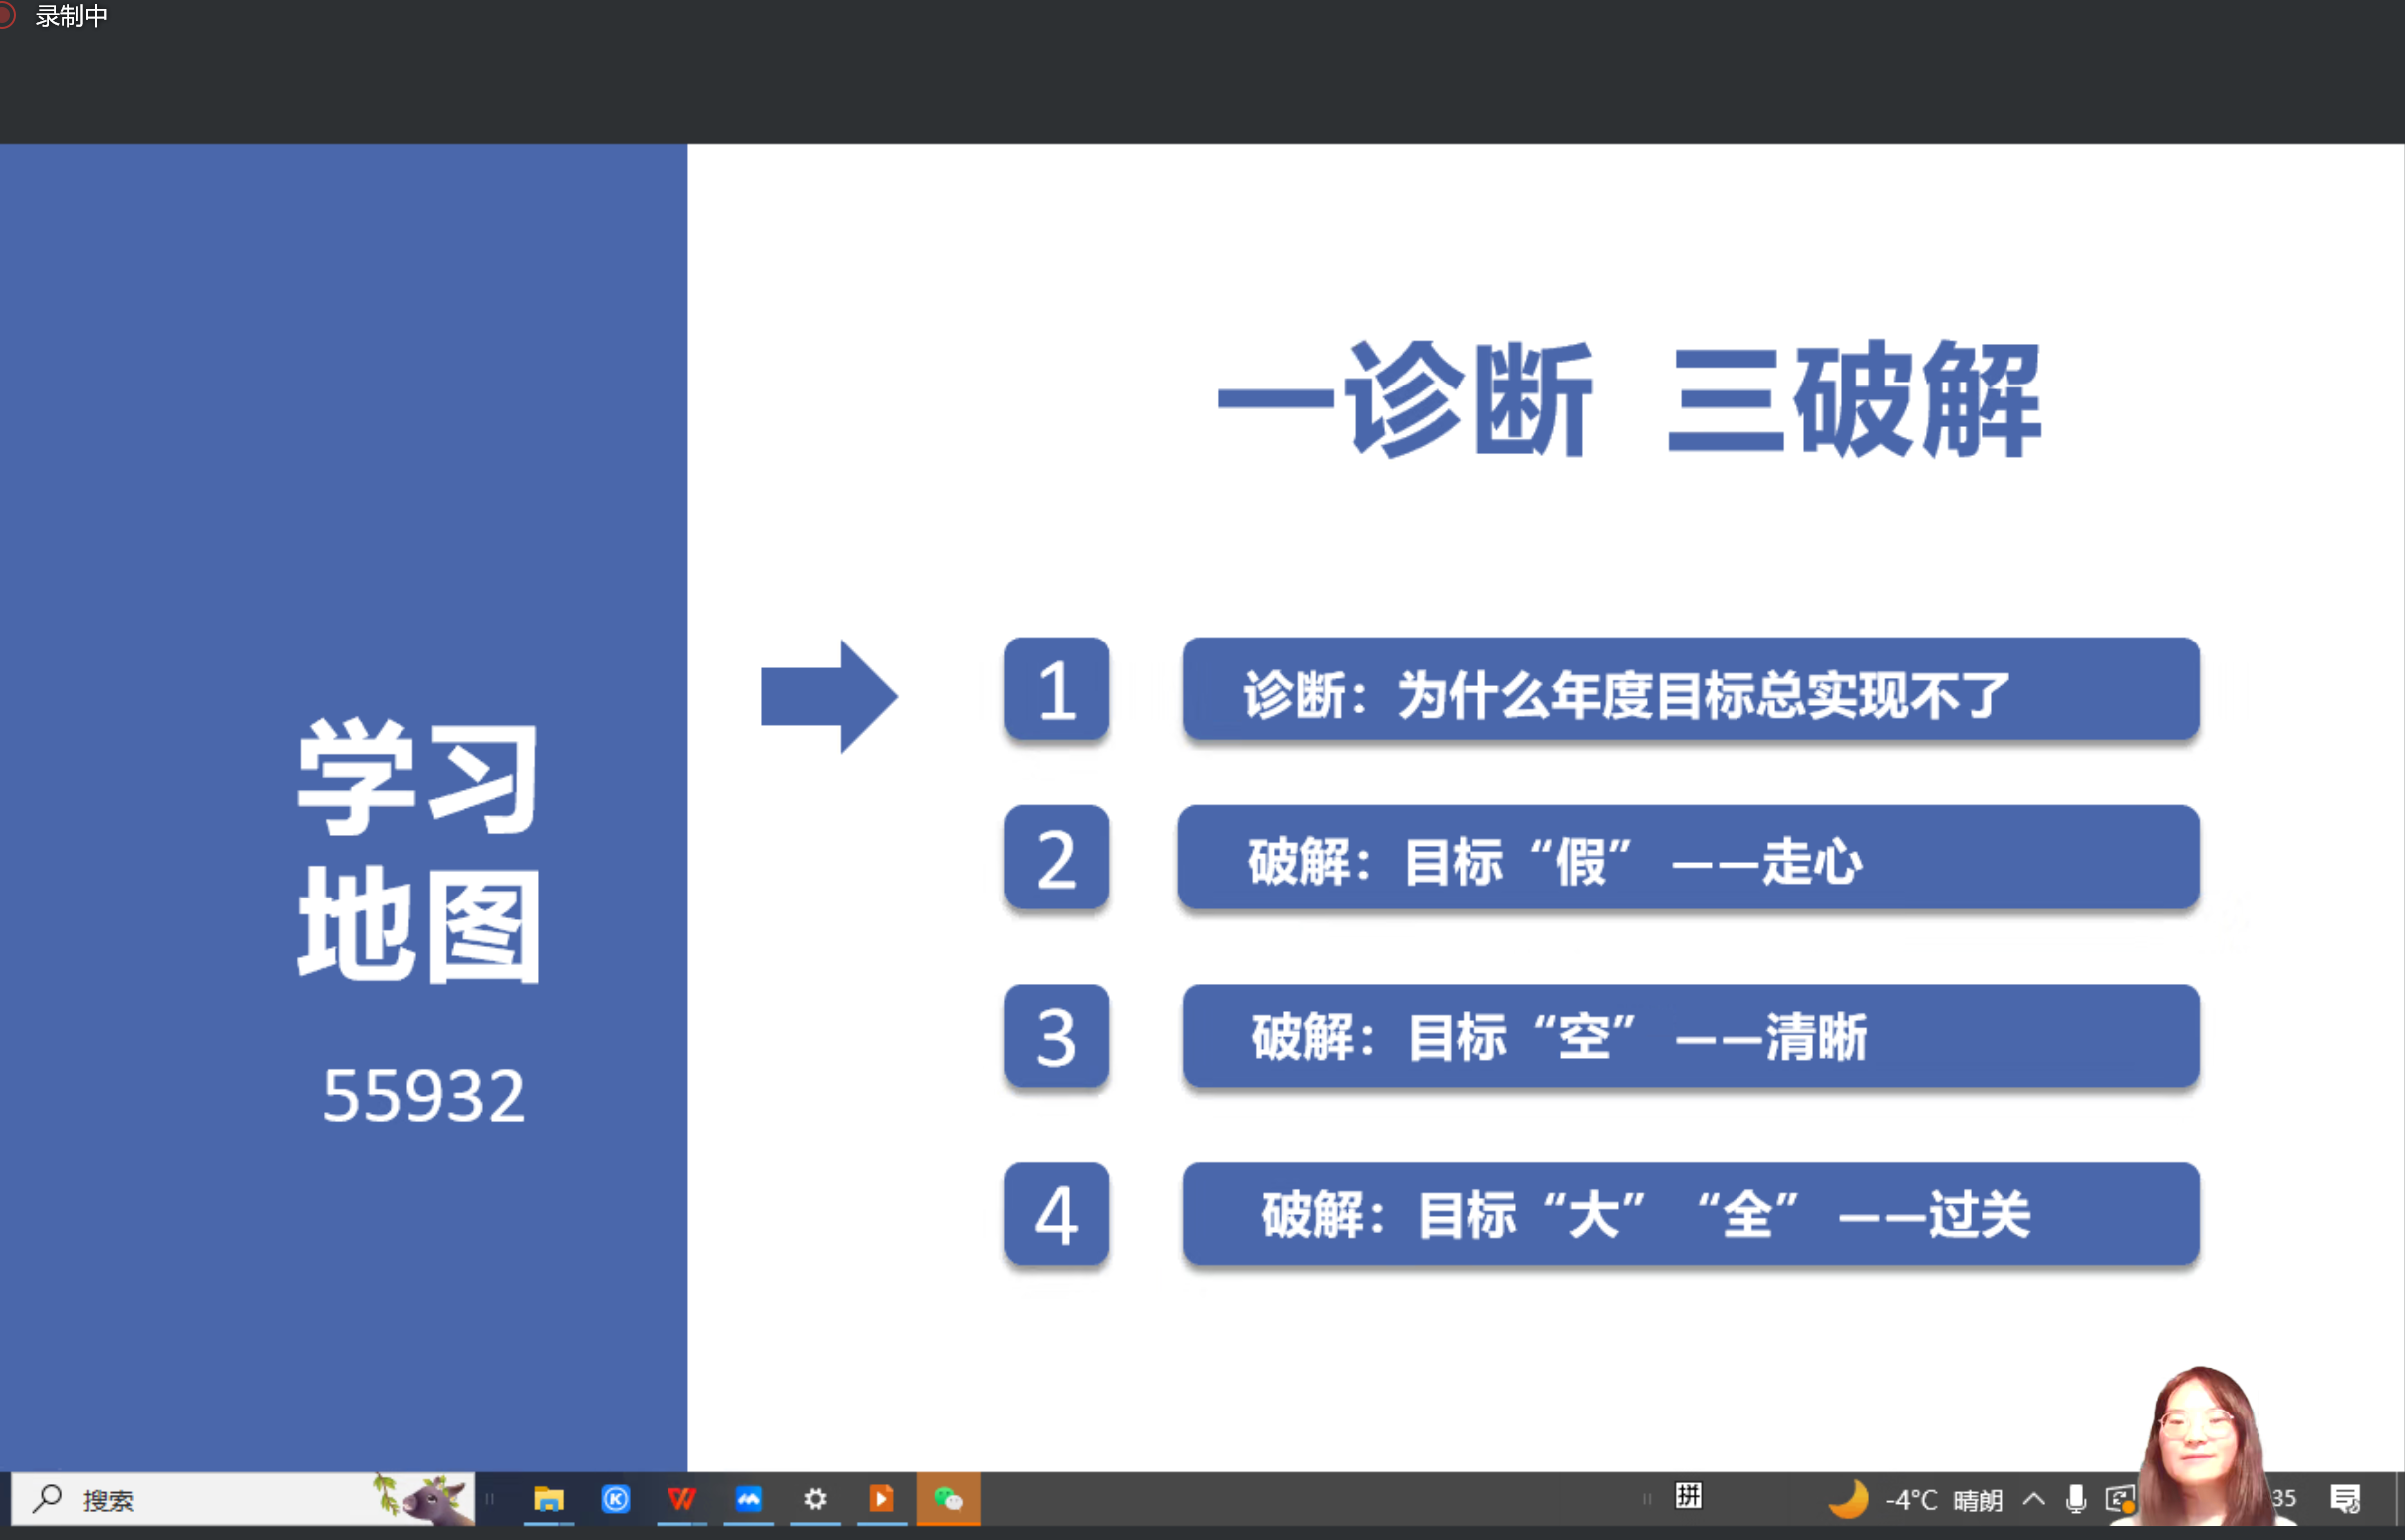 录制中
一诊断 三破解
学习
地图
55932
1 诊断：为什么年度目标总实现不了
2 破解：目标“假” ——走心
3 破解：目标“空” ——清晰
4 破解：目标“大” “全” ——过关
搜索
拼
-4°C 晴朗
35